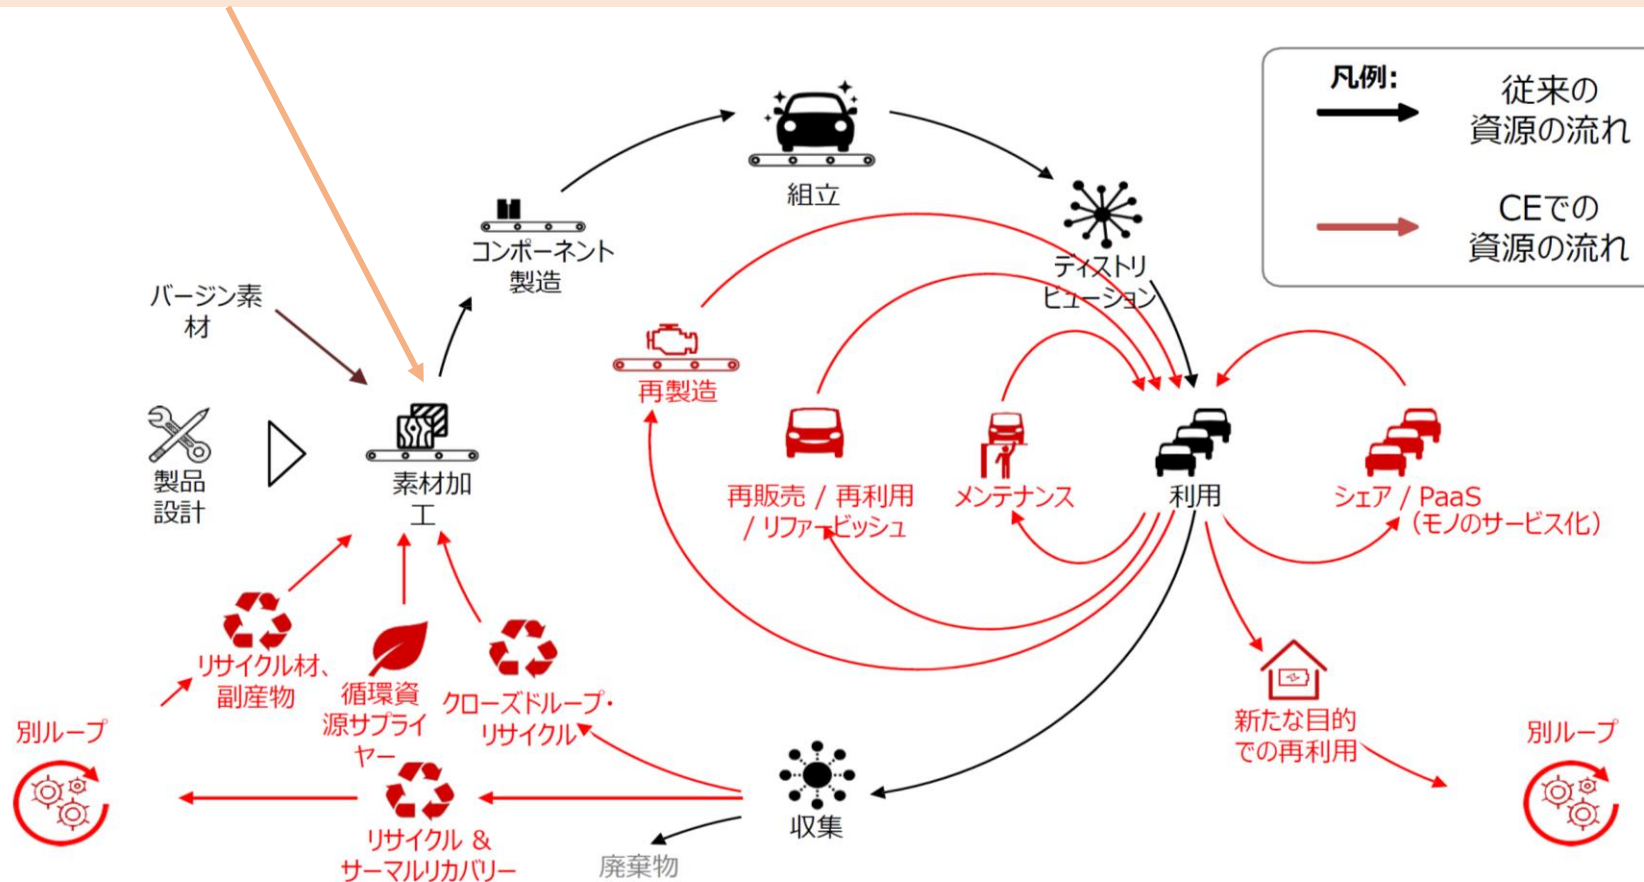 凡例:
従来の
資源の流れ
CEでの
資源の流れ
組立
コンポーネント
製造
ディストリ
ビューション
バージン素
材
再製造
製品
設計
素材加
工
再販売 / 再利用
/ リファービッシュ
メンテナンス
利用
シェア / PaaS
（モノのサービス化）
リサイクル材、
副産物
循環資
源サプライ
ヤー
クローズドループ・
リサイクル
新たな目的
での再利用
別ループ
別ループ
収集
リサイクル &
サーマルリカバリー
廃棄物